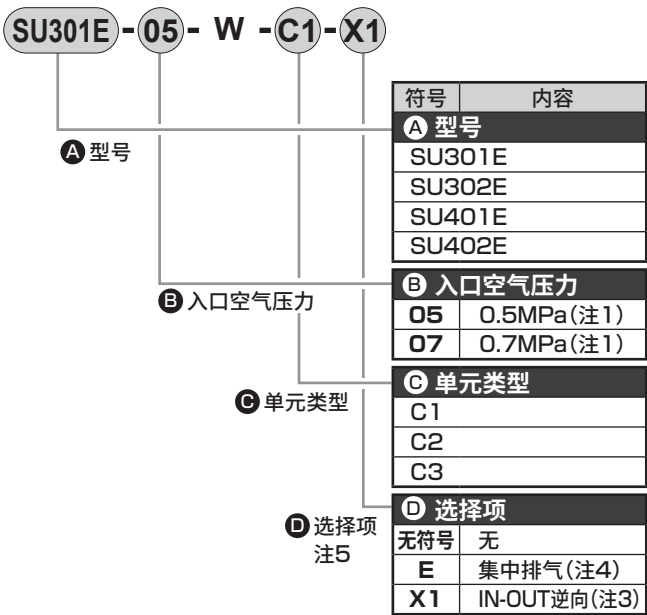 SU301E-05-W-C1-X1
A 型号
B 入口空气压力
C 单元类型
D 选择项
注5
符号 内容
A 型号
SU301E
SU302E
SU401E
SU402E
B 入口空气压力
05 0.5MPa(注1)
07 0.7MPa(注1)
C 单元类型
C1
C2
C3
D 选择项
无符号 无
E 集中排气(注4)
X1 IN-OUT逆向(注3)